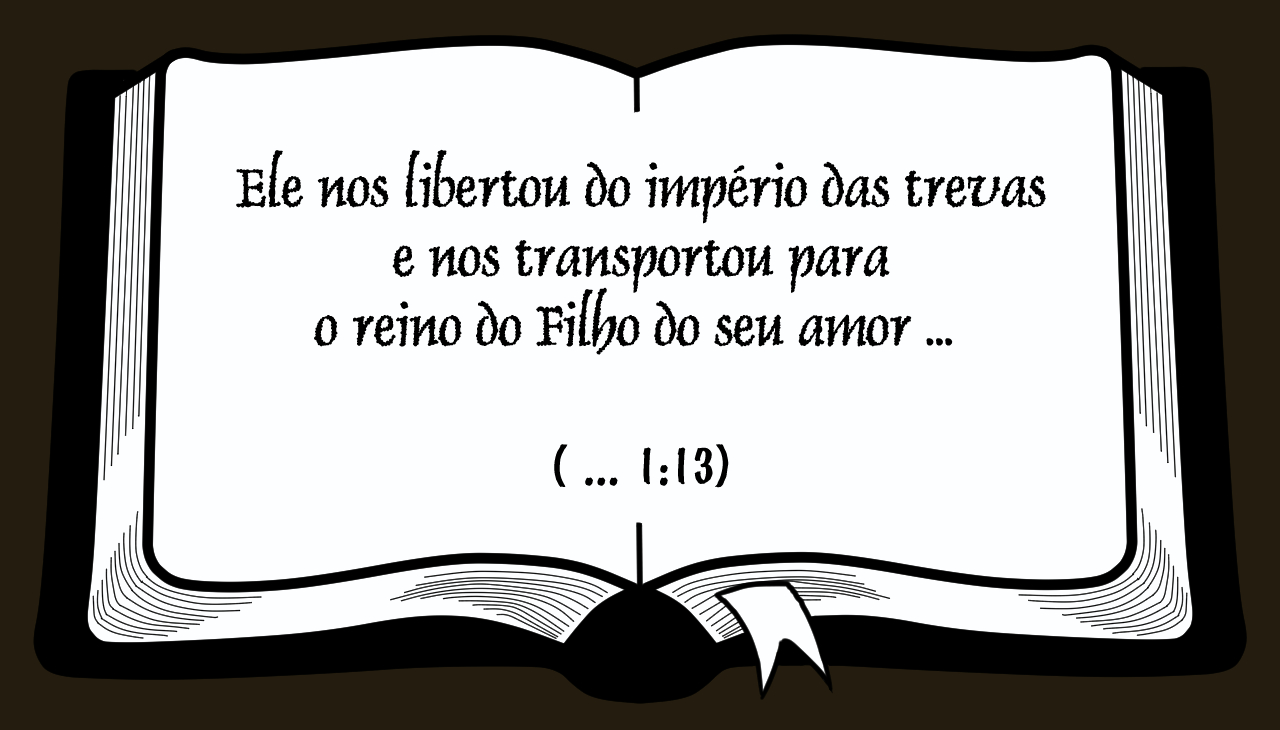 Ele nos libertou do império das trevas
e nos transportou para
o reino do Filho do seu amor ...
( ... 1:13)